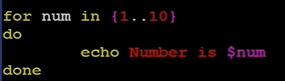 for num in {1..10}
do
        echo Number is $num
done